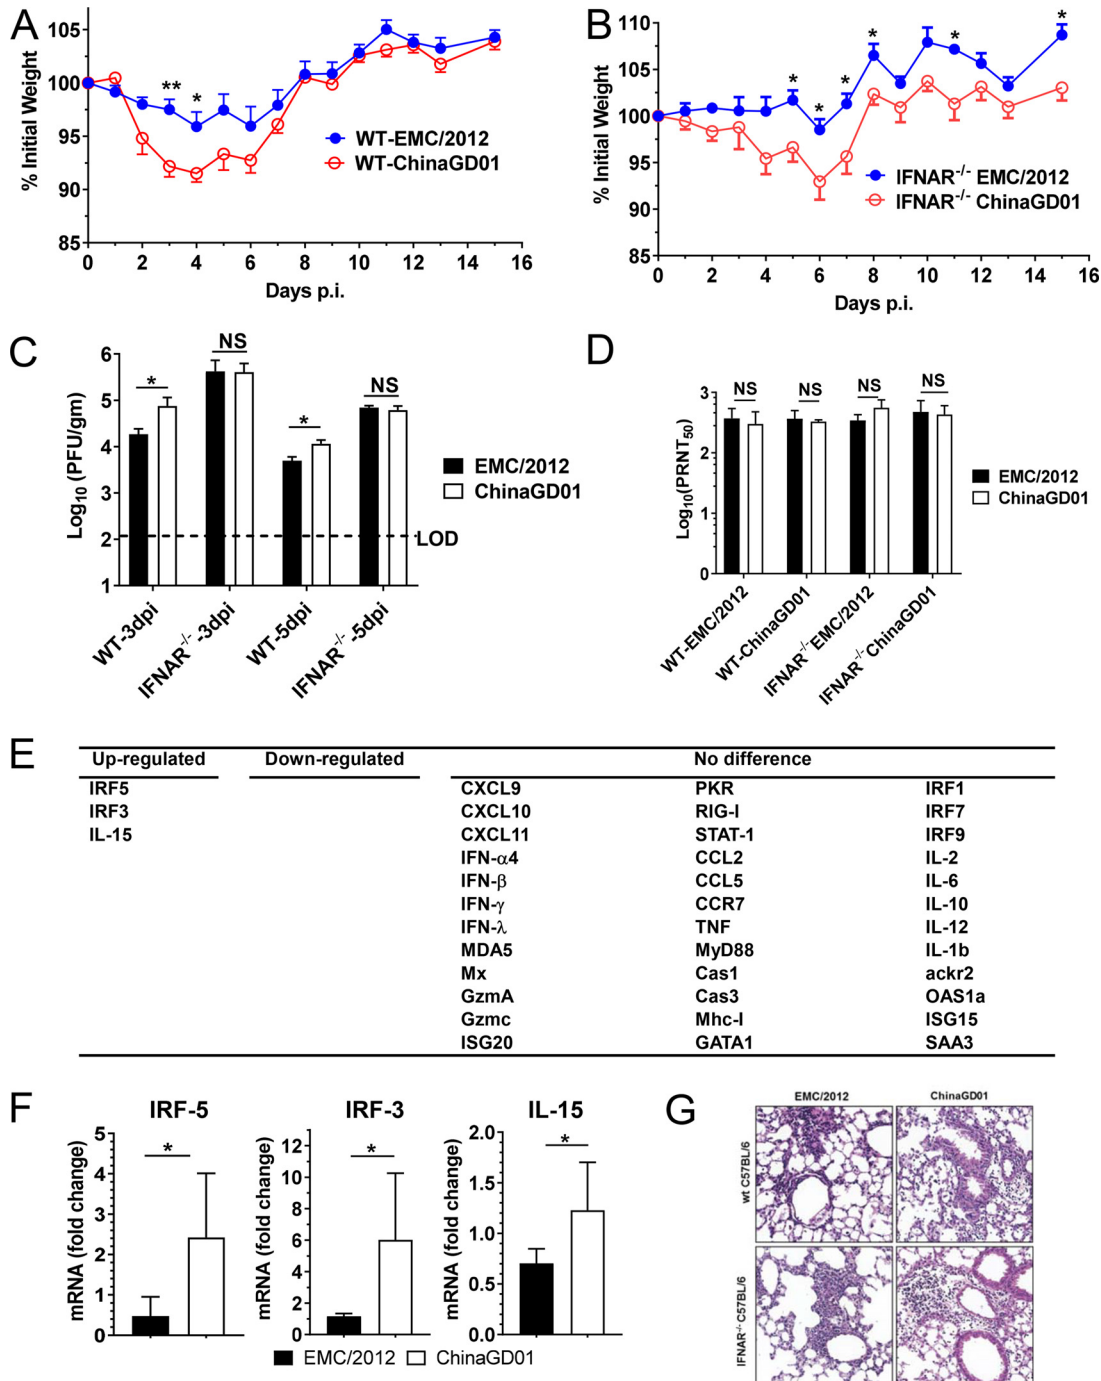 A
% Initial Weight
105
100
95
90
85
** *
WT-EMC/2012
WT-ChinaGD01
0 2 4 6 8 10 12 14 16
Days p.i.
B
% Initial Weight
110
105
100
95
90
85
* * * * * *
IFNAR-/- EMC/2012
IFNAR-/- ChinaGD01
0 2 4 6 8 10 12 14 16
Days p.i.
C
Log10 (PFU/gm)
6
5
4
3
2
1
* NS * NS
EMC/2012
ChinaGD01
LOD
WT-3dpi
IFNAR-/--3dpi
WT-5dpi
IFNAR-/--5dpi
D
Log10(PRNT50)
3
2
1
0
NS NS NS NS
EMC/2012
ChinaGD01
WT-EMC/2012
WT-ChinaGD01
IFNAR-/-EMC/2012
IFNAR-/-ChinaGD01
E
Up-regulated Down-regulated No difference
IRF5 CXCL9 PKR IRF1
IRF3 CXCL10 RIG-I IRF7
IL-15 CXCL11 STAT-1 IRF9
IFN-α4 CCL2 IL-2
IFN-β CCL5 IL-6
IFN-γ CCR7 IL-10
IFN-λ TNF IL-12
MDA5 MyD88 IL-1b
Mx Cas1 ackr2
GzmA Cas3 OAS1a
Gzmc Mhc-I ISG15
ISG20 GATA1 SAA3
F
IRF-5
mRNA (fold change)
5
4
3
2
1
0
*
IRF-3
mRNA (fold change)
12
10
8
6
4
2
0
*
IL-15
mRNA (fold change)
2.0
1.5
1.0
0.5
0.0
*
EMC/2012 ChinaGD01
G
EMC/2012 ChinaGD01
wt C57BL/6
IFNAR-/- C57BL/6